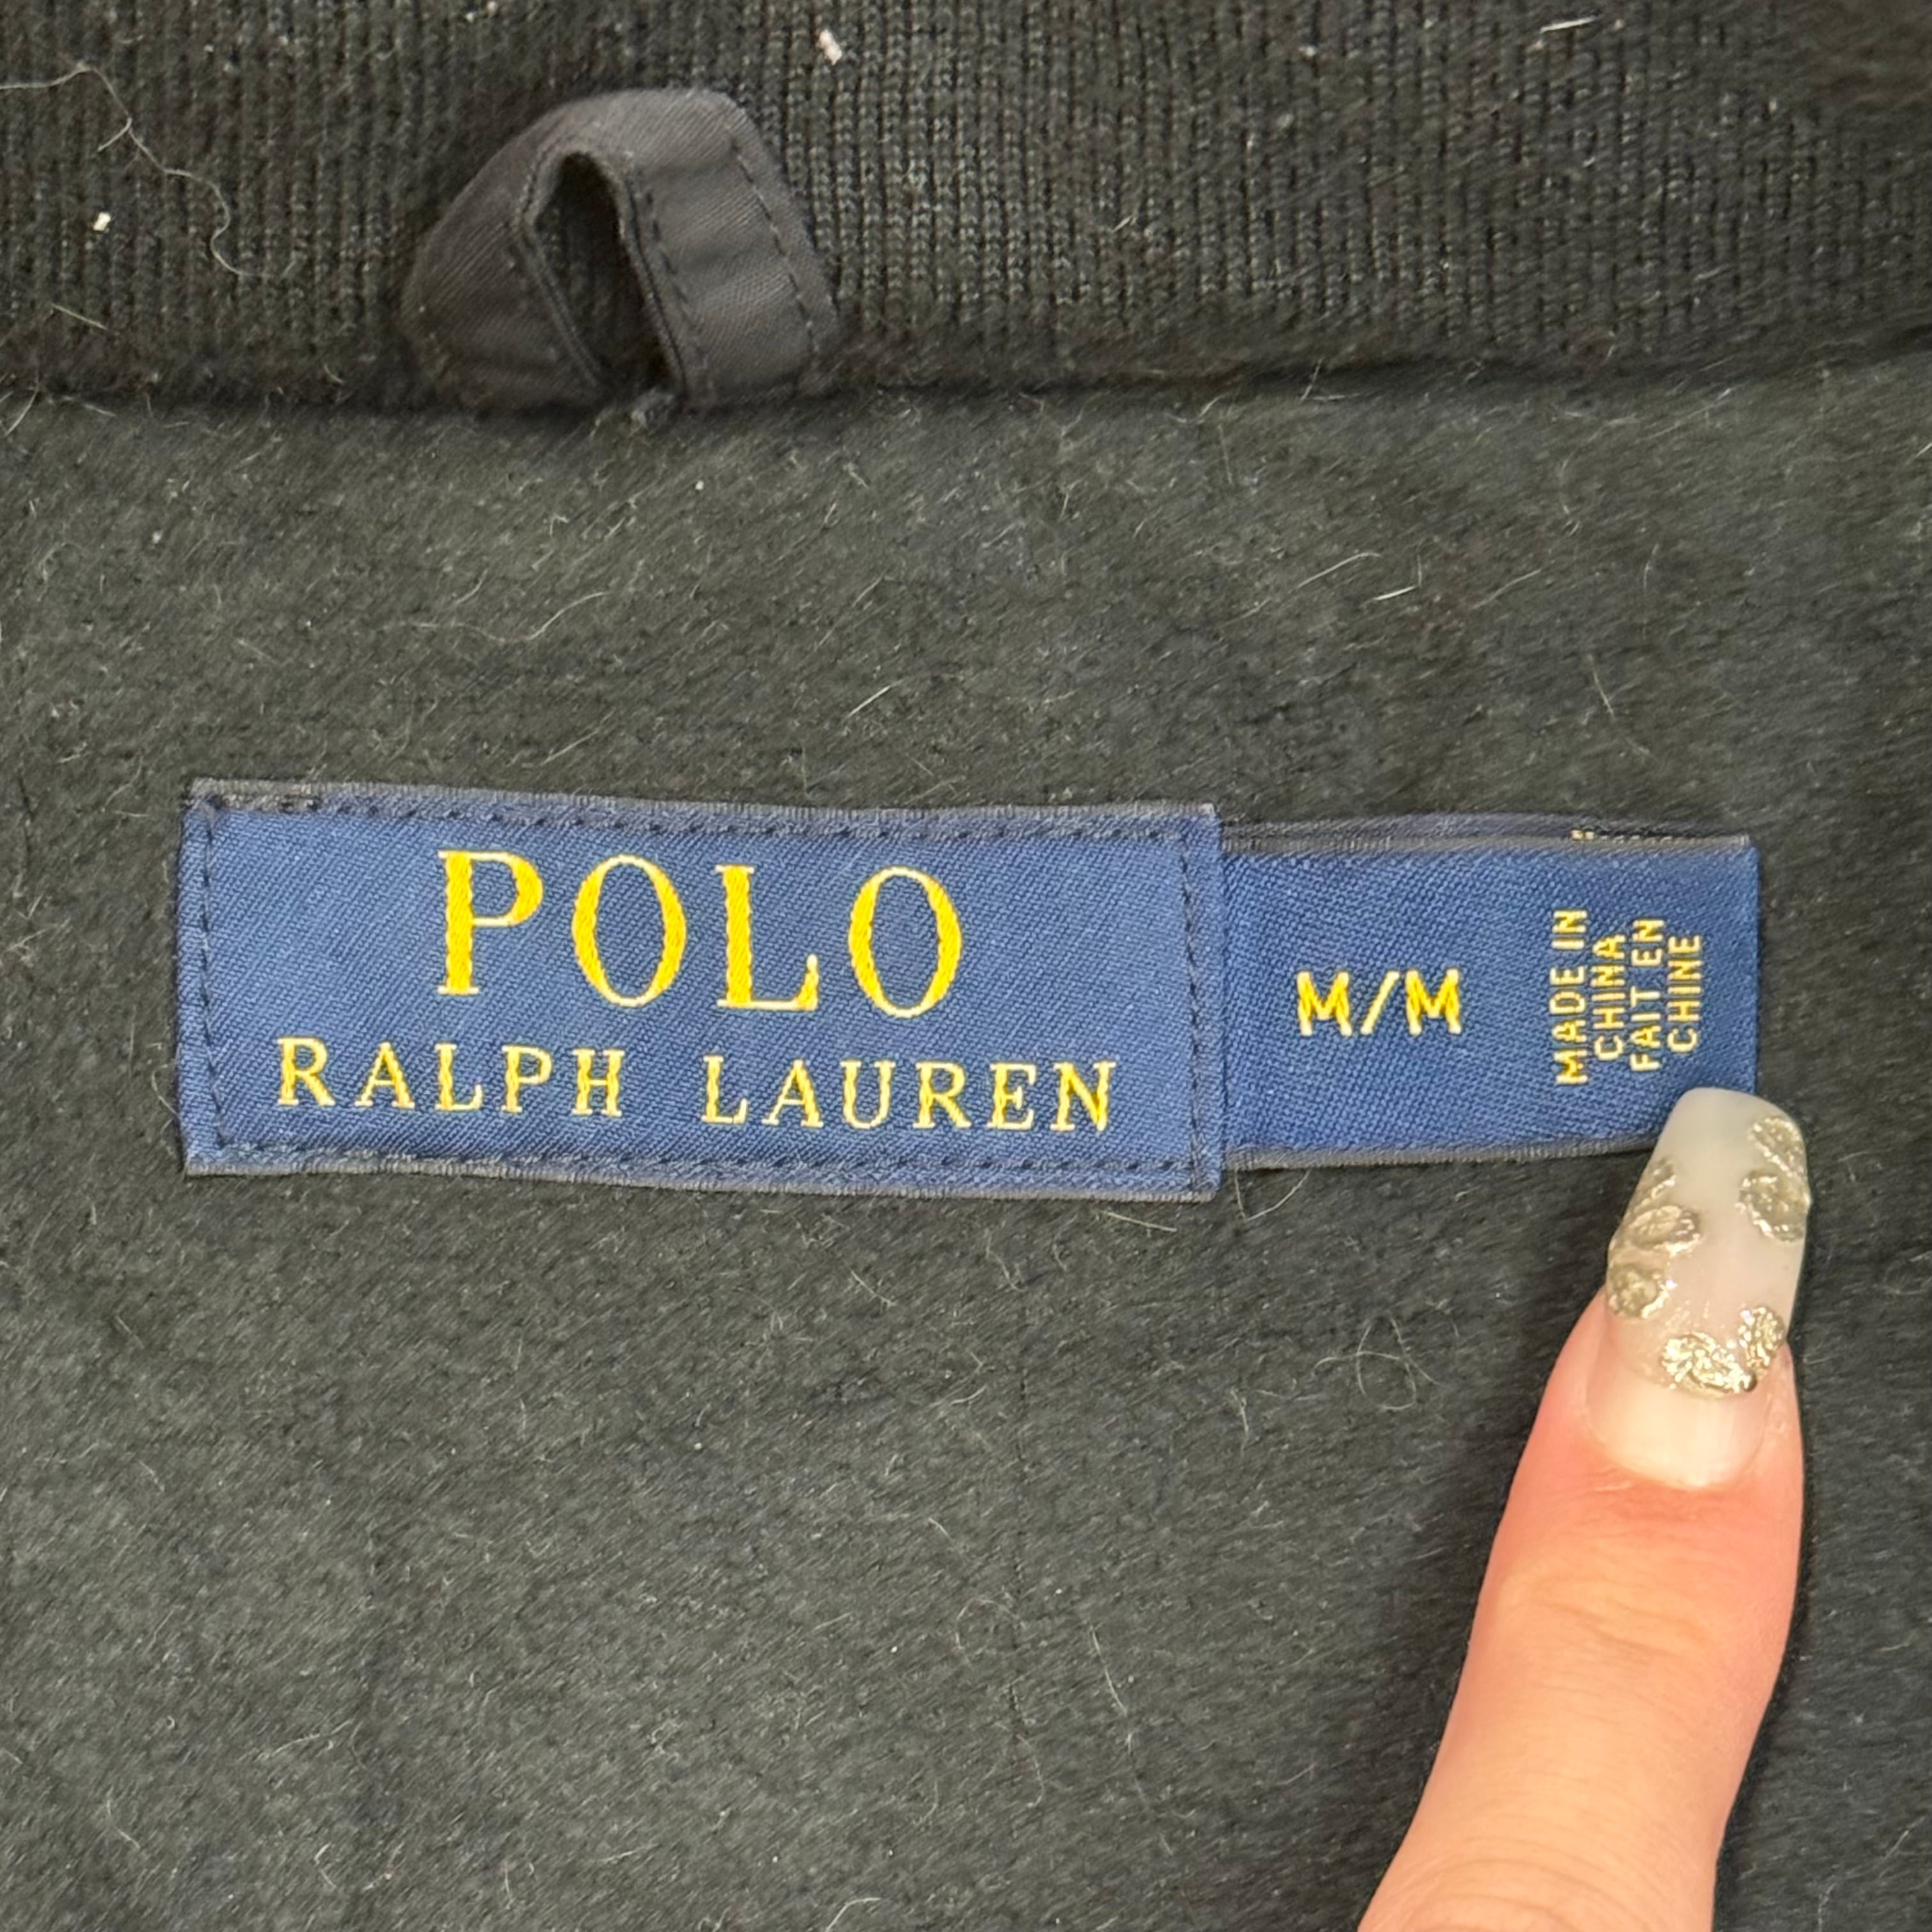 POLO
RALPH LAUREN
M/M
MADE IN
CHINA
FAIT EN
CHINE